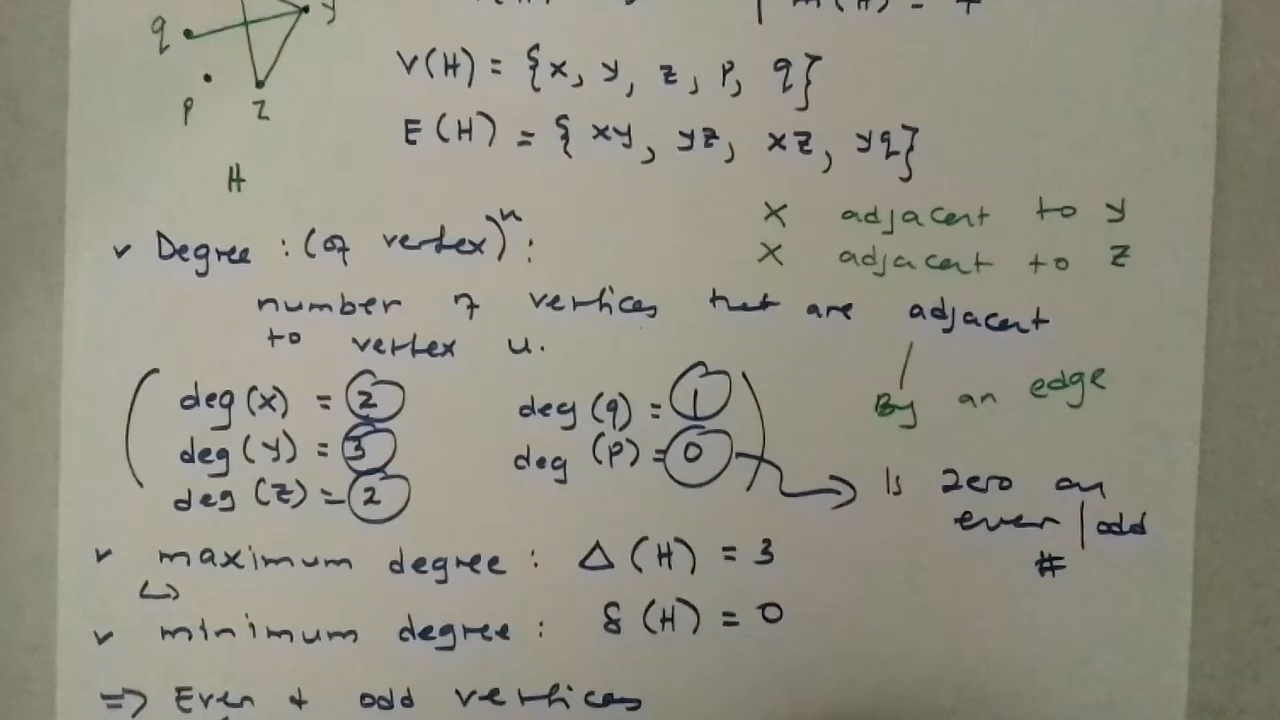 y
q
p
z
H
V(H) = {x, y, z, p, q}
E(H) = {xy, yz, xz, yq}
x adjacent to y
x adjacent to z
v Degree : (of vertex)^u :
number of vertices that are adjacent
to vertex u.
By an edge
deg(x) = 2
deg(y) = 3
deg(z) = 2
deg(q) = 1
deg(p) = 0
Is zero an
even | odd
#
v maximum degree : Δ(H) = 3
v minimum degree : δ(H) = 0
=> Even & odd vertices